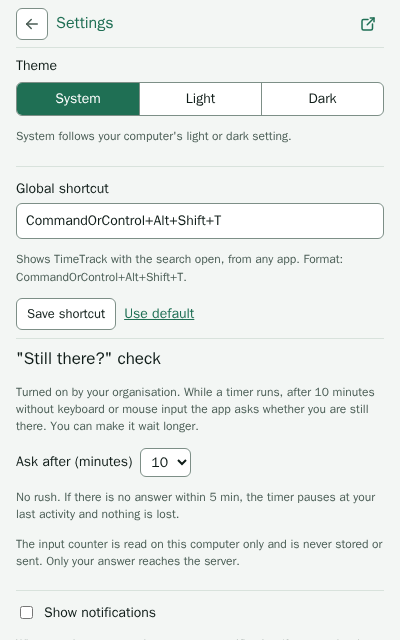 Settings
Theme
System Light Dark
System follows your computer's light or dark setting.
Global shortcut
CommandOrControl+Alt+Shift+T
Shows TimeTrack with the search open, from any app. Format:
CommandOrControl+Alt+Shift+T.
Save shortcut Use default
"Still there?" check
Turned on by your organisation. While a timer runs, after 10 minutes
without keyboard or mouse input the app asks whether you are still
there. You can make it wait longer.
Ask after (minutes) 10
No rush. If there is no answer within 5 min, the timer pauses at your
last activity and nothing is lost.
The input counter is read on this computer only and is never stored or
sent. Only your answer reaches the server.
Show notifications